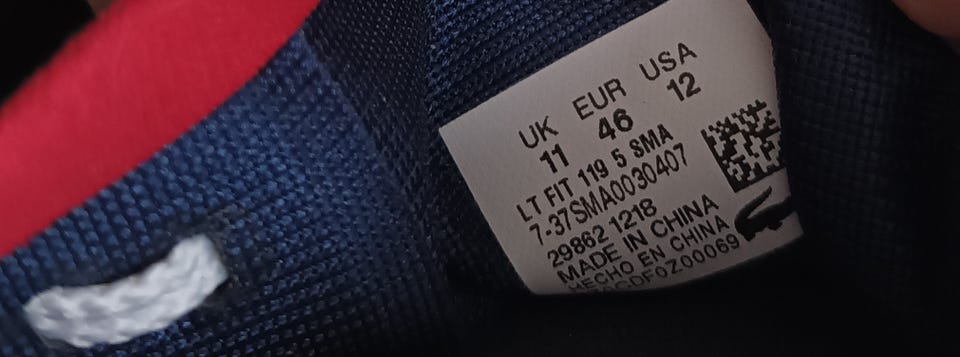 UK EUR USA
11 46 12
LT FIT 119 5 SMA
7-37SMA0030407
29862 1218
MADE IN CHINA
HECHO EN CHINA